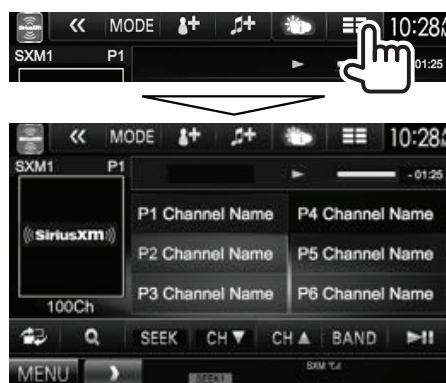 MODE 10:28
SXM1 P1
01:25
MODE 10:28
SXM1 P1
-01:25
((SiriusXM))
P1 Channel Name P4 Channel Name
P2 Channel Name P5 Channel Name
P3 Channel Name P6 Channel Name
100Ch
SEEK CH▼ CH▲ BAND
MENU
SEEK1